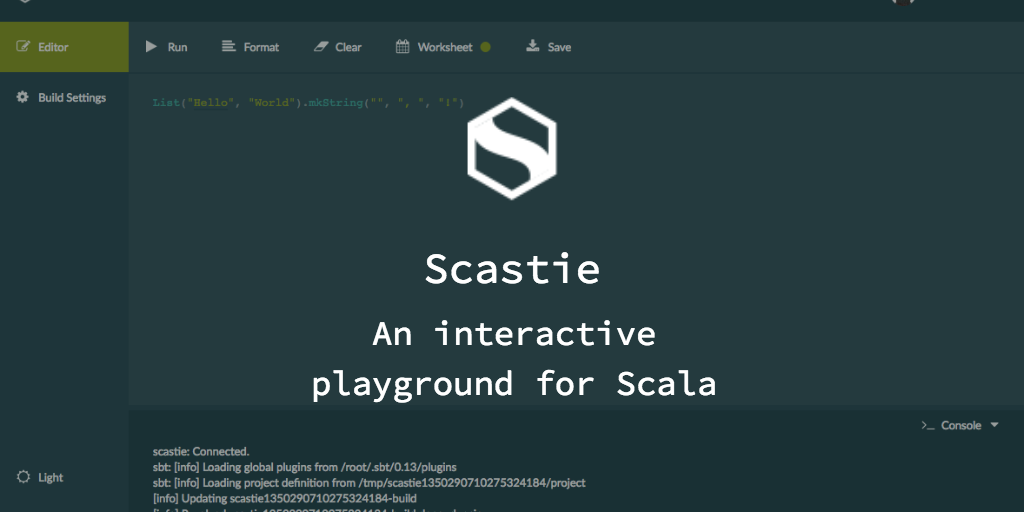 Editor
Run
Format
Clear
Worksheet
Save
Build Settings
List("Hello", "World").mkString("", ", ", "!")
Scastie
An interactive
playground for Scala
>_ Console
scastie: Connected.
sbt: [info] Loading global plugins from /root/.sbt/0.13/plugins
Light
sbt: [info] Loading project definition from /tmp/scastie1350290710275324184/project
[info] Updating scastie1350290710275324184-build